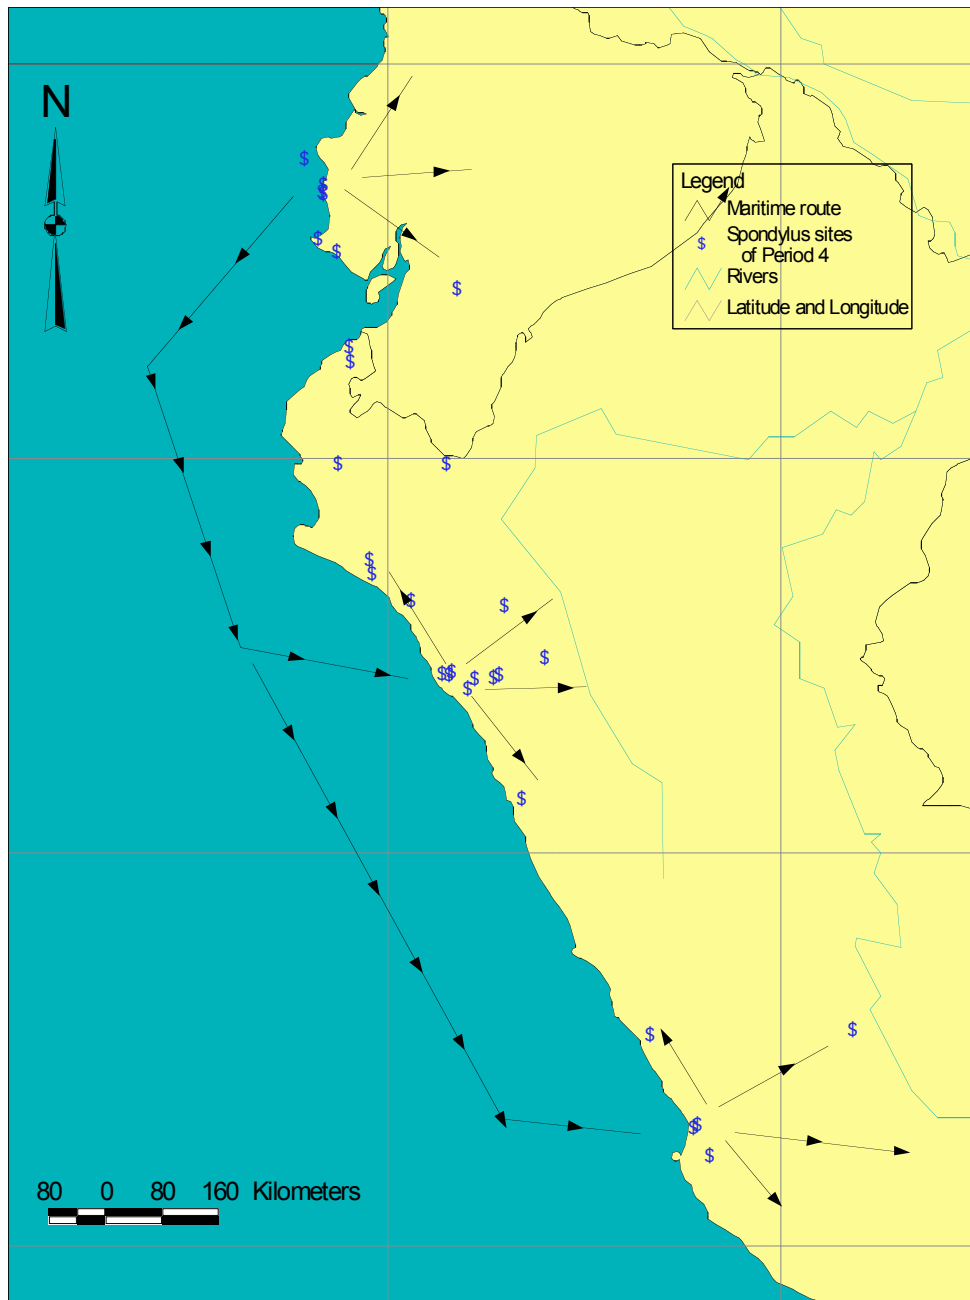 N
Legend
Maritime route
$ Spondylus sites
of Period 4
Rivers
Latitude and Longitude
80 0 80 160 Kilometers